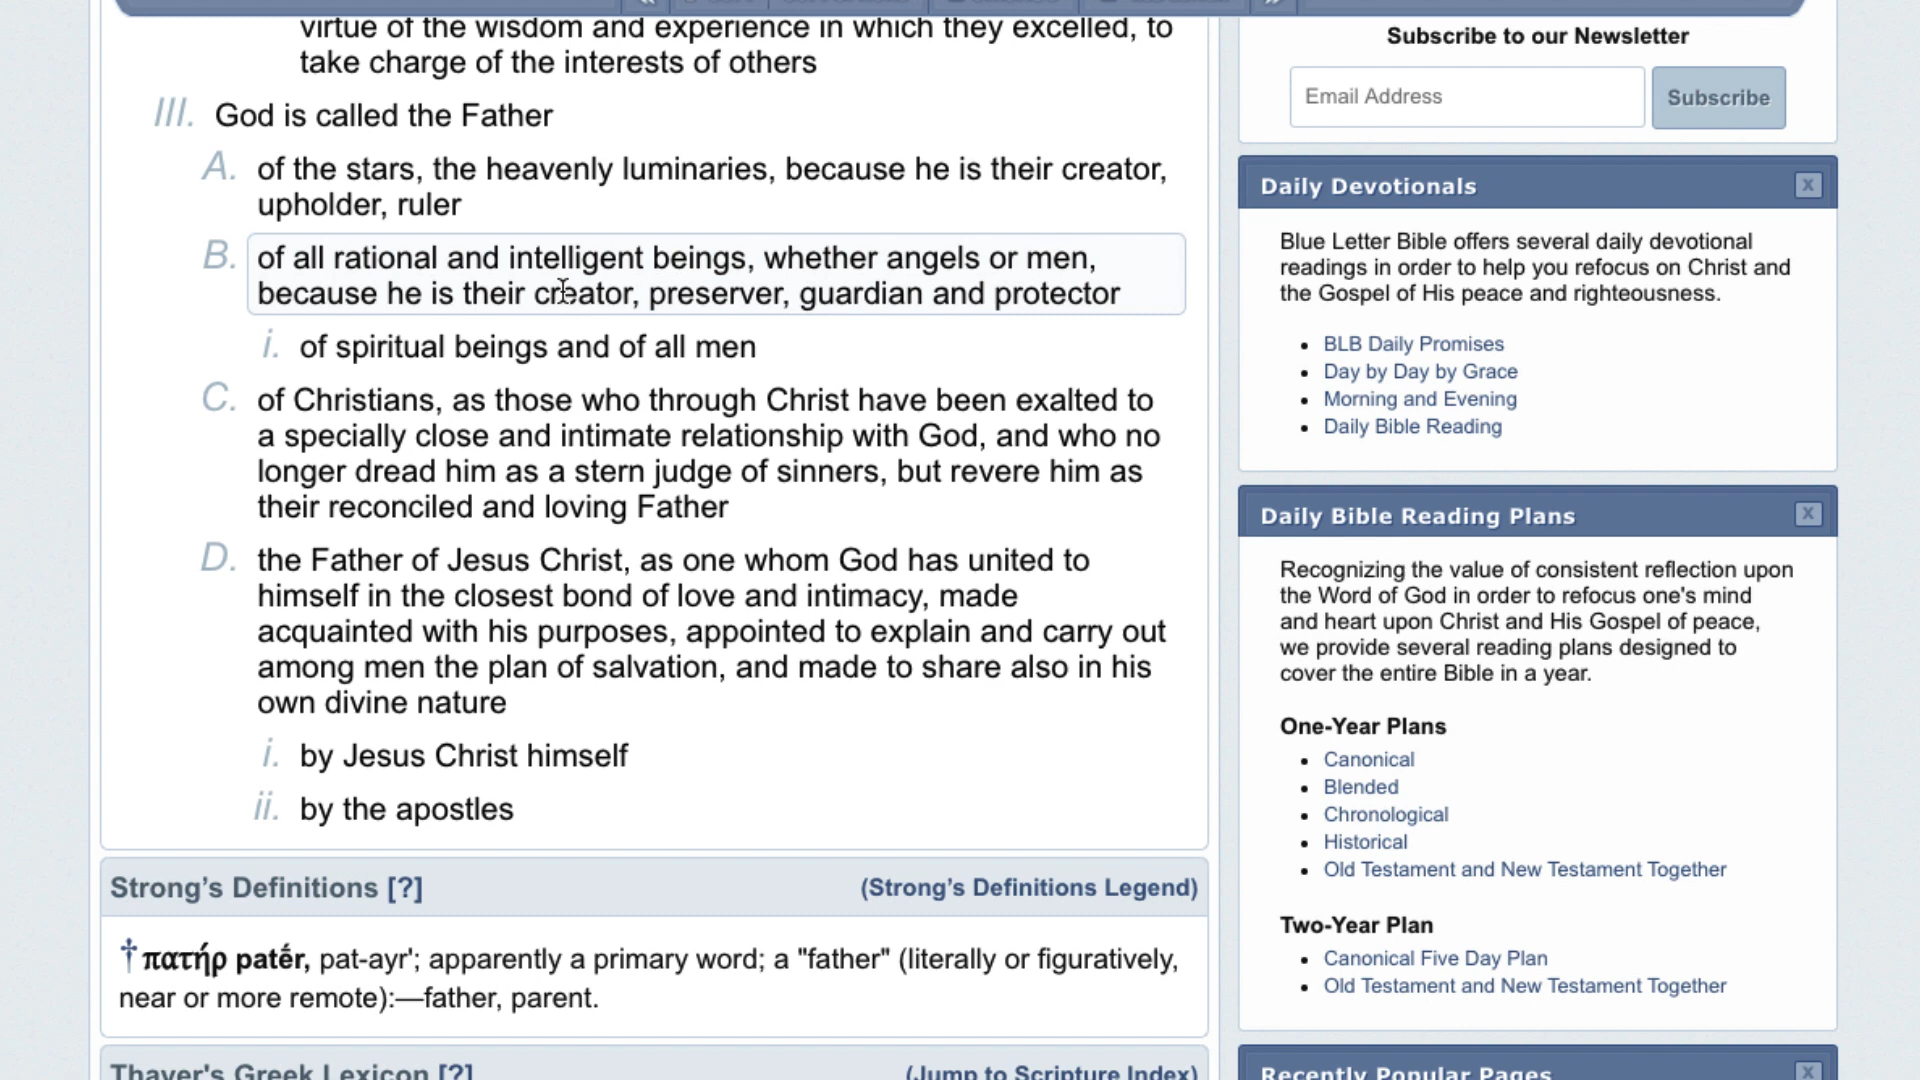 virtue of the wisdom and experience in which they excelled, to
take charge of the interests of others
III. God is called the Father
A. of the stars, the heavenly luminaries, because he is their creator,
upholder, ruler
B. of all rational and intelligent beings, whether angels or men,
because he is their creator, preserver, guardian and protector
i. of spiritual beings and of all men
C. of Christians, as those who through Christ have been exalted to
a specially close and intimate relationship with God, and who no
longer dread him as a stern judge of sinners, but revere him as
their reconciled and loving Father
D. the Father of Jesus Christ, as one whom God has united to
himself in the closest bond of love and intimacy, made
acquainted with his purposes, appointed to explain and carry out
among men the plan of salvation, and made to share also in his
own divine nature
i. by Jesus Christ himself
ii. by the apostles
Strong’s Definitions [?] (Strong’s Definitions Legend)
†πατήρ patḗr, pat-ayr'; apparently a primary word; a "father" (literally or figuratively,
near or more remote):—father, parent.
Thayer's Greek Lexicon [?] (Jump to Scripture Index)
Subscribe to our Newsletter
Email Address Subscribe
Daily Devotionals X
Blue Letter Bible offers several daily devotional
readings in order to help you refocus on Christ and
the Gospel of His peace and righteousness.
• BLB Daily Promises
• Day by Day by Grace
• Morning and Evening
• Daily Bible Reading
Daily Bible Reading Plans X
Recognizing the value of consistent reflection upon
the Word of God in order to refocus one's mind
and heart upon Christ and His Gospel of peace,
we provide several reading plans designed to
cover the entire Bible in a year.
One-Year Plans
• Canonical
• Blended
• Chronological
• Historical
• Old Testament and New Testament Together
Two-Year Plan
• Canonical Five Day Plan
• Old Testament and New Testament Together
Recently Popular Pages X